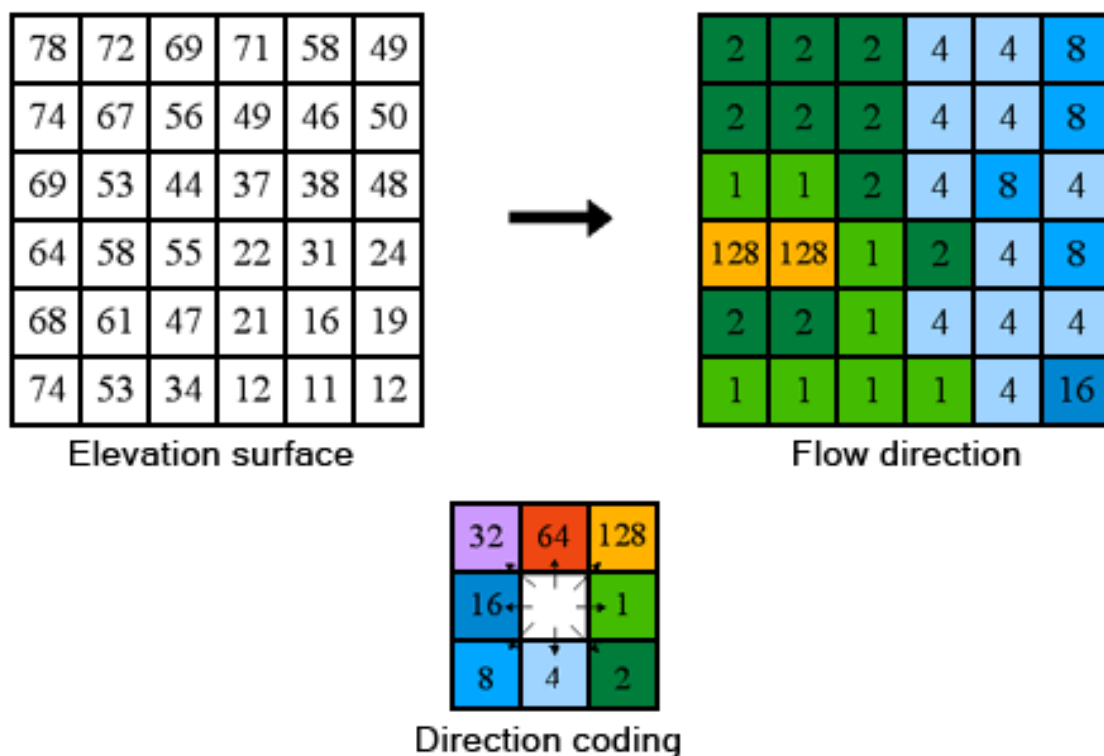 78 72 69 71 58 49
74 67 56 49 46 50
69 53 44 37 38 48
64 58 55 22 31 24
68 61 47 21 16 19
74 53 34 12 11 12
Elevation surface
2 2 2 4 4 8
2 2 2 4 4 8
1 1 2 4 8 4
128 128 1 2 4 8
2 2 1 4 4 4
1 1 1 1 4 16
Flow direction
32 64 128
16 1
8 4 2
Direction coding